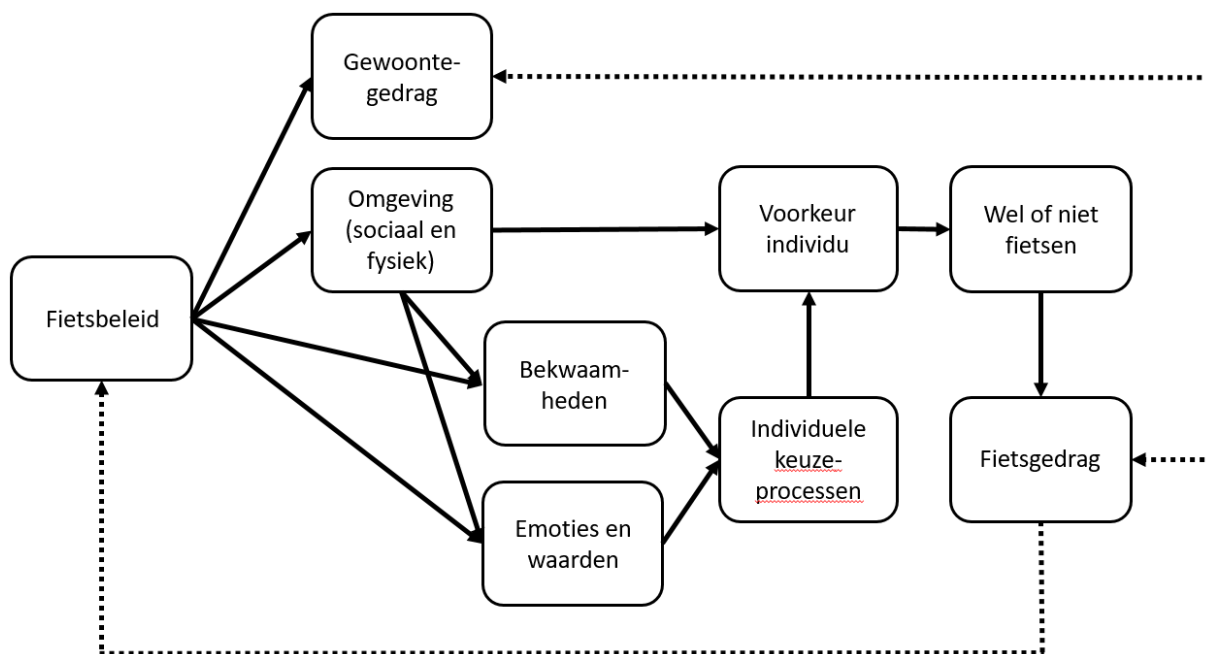 Gewoonte-
gedrag
Omgeving
(sociaal en
fysiek)
Voorkeur
individu
Wel of niet
fietsen
Fietsbeleid
Bekwaam-
heden
Individuele
keuze-
processen
Fietsgedrag
Emoties en
waarden